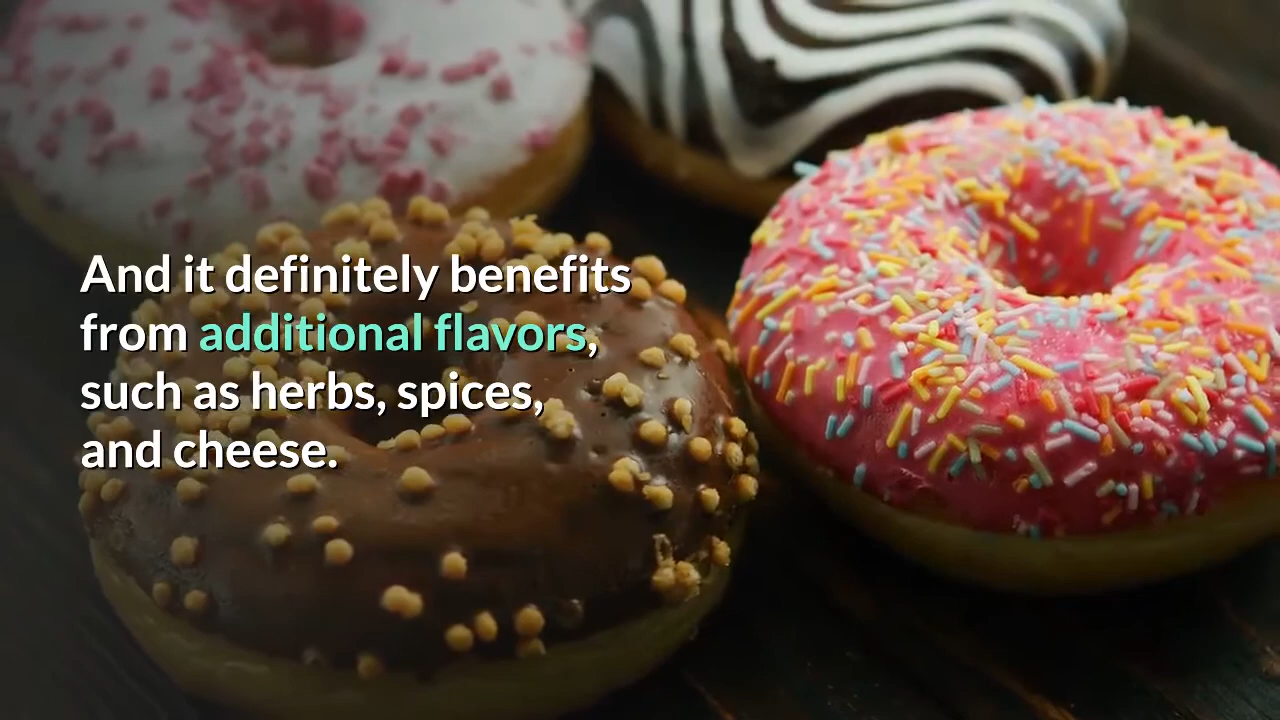 And it definitely benefits
from additional flavors,
such as herbs, spices,
and cheese.